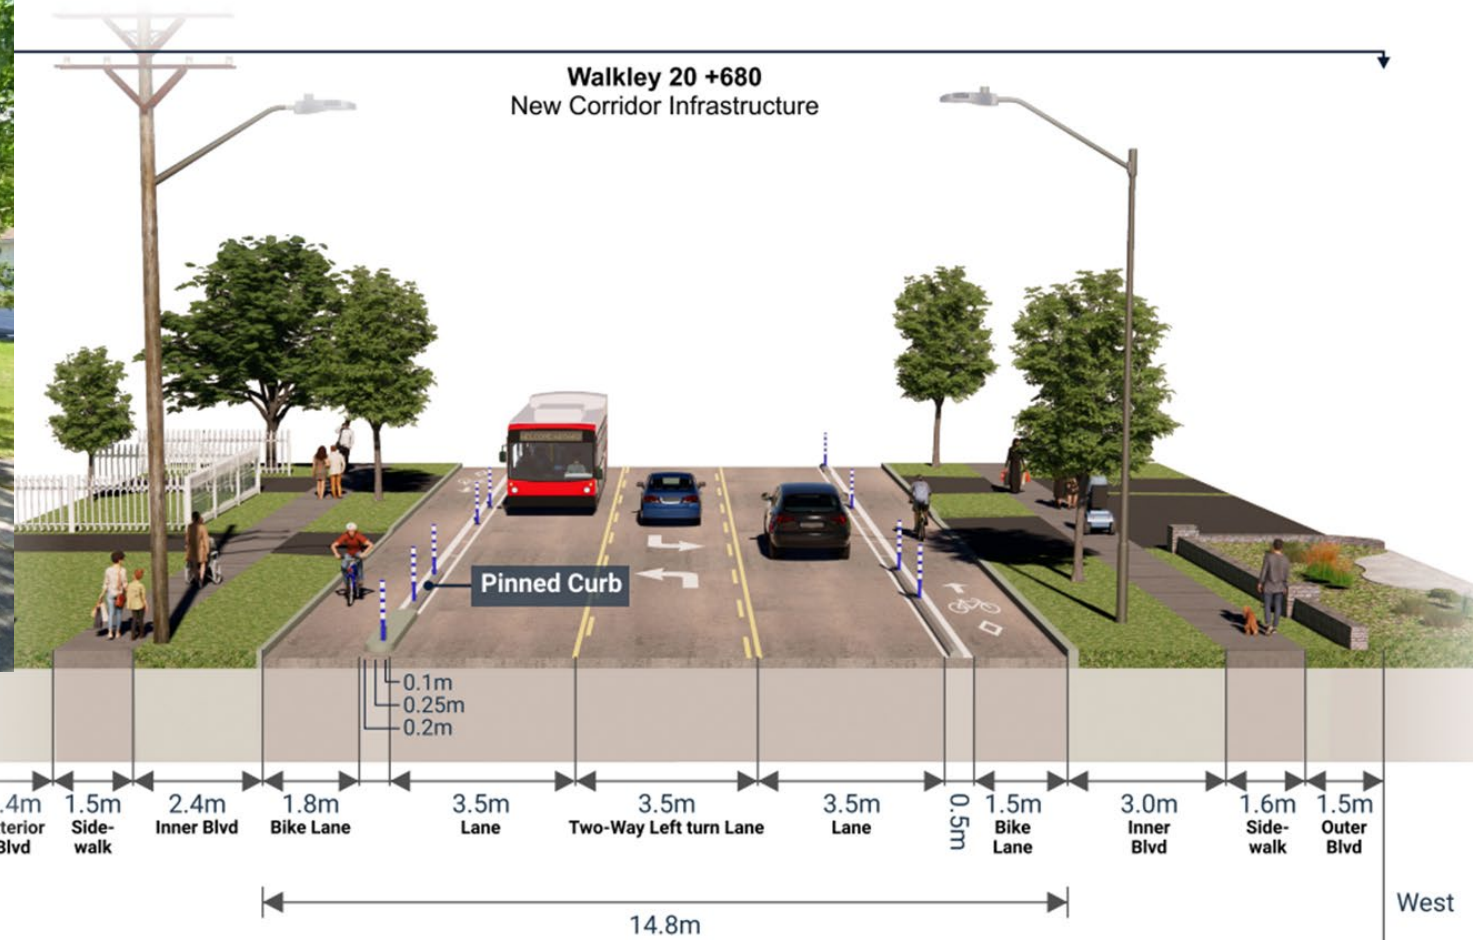 Walkley 20 +680
New Corridor Infrastructure
Pinned Curb
0.1m
0.25m
0.2m
.4m
1.5m
2.4m
1.8m
3.5m
3.5m
3.5m
0.5m
1.5m
3.0m
1.6m
1.5m
terior
Blvd
Side-
walk
Inner Blvd
Bike Lane
Lane
Two-Way Left turn Lane
Lane
Bike
Lane
Inner
Blvd
Side-
walk
Outer
Blvd
14.8m
West